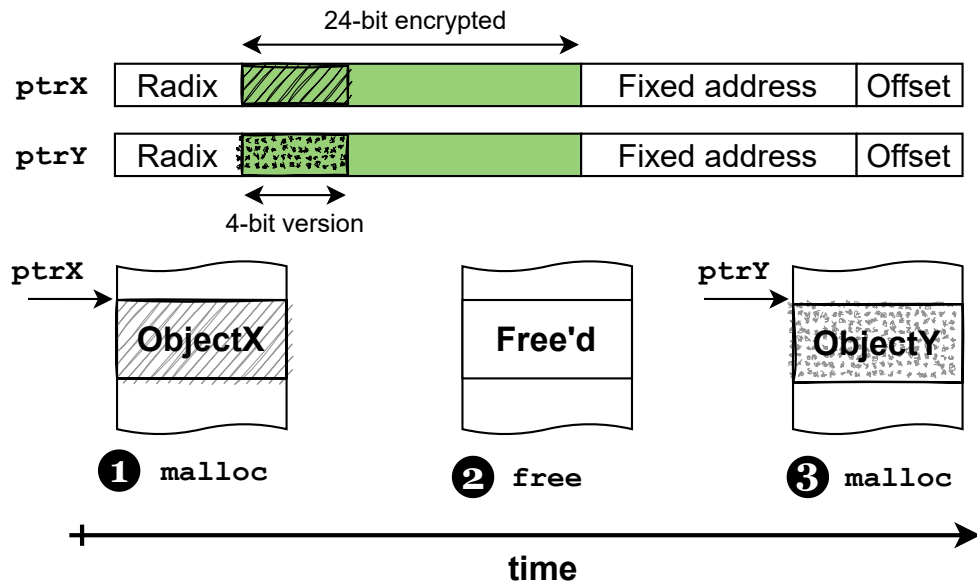 24-bit encrypted
ptrX Radix Fixed address Offset
ptrY Radix Fixed address Offset
4-bit version
ptrX ptrY
ObjectX Free'd ObjectY
1 malloc 2 free 3 malloc
time